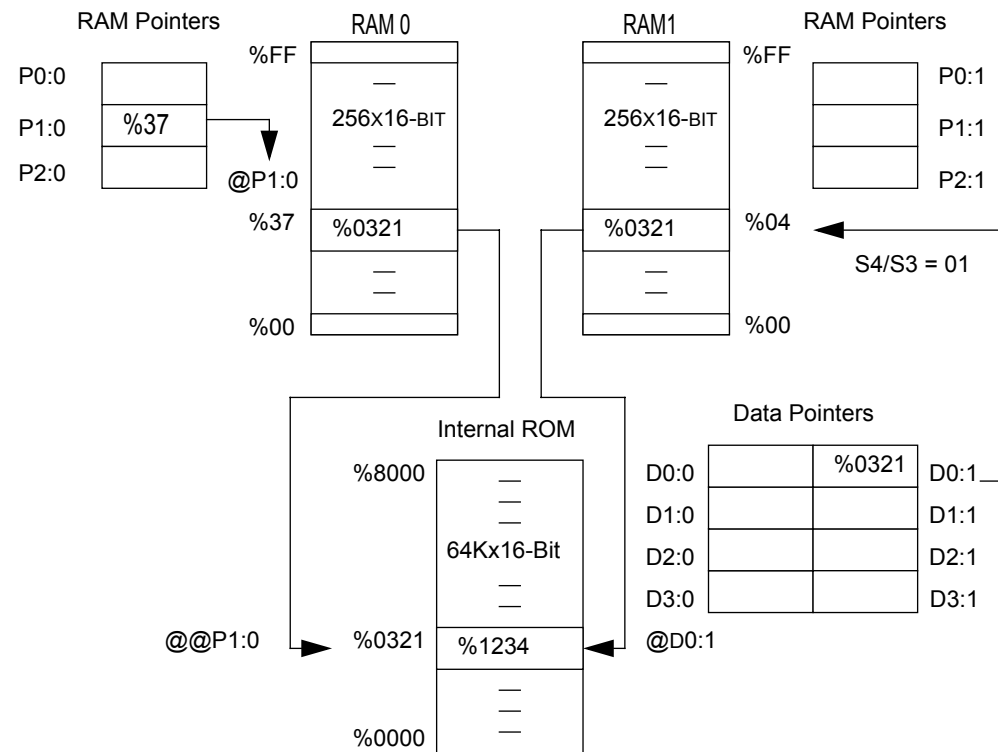 RAM Pointers
RAM 0
RAM1
RAM Pointers
%FF
%FF
P0:0
P0:1
256x16-BIT
256x16-BIT
P1:0
%37
P1:1
P2:0
@P1:0
P2:1
%37
%0321
%0321
%04
S4/S3 = 01
%00
%00
Data Pointers
Internal ROM
%8000
D0:0
%0321
D0:1
D1:0
D1:1
64Kx16-Bit
D2:0
D2:1
D3:0
D3:1
@@P1:0
%0321
%1234
@D0:1
%0000